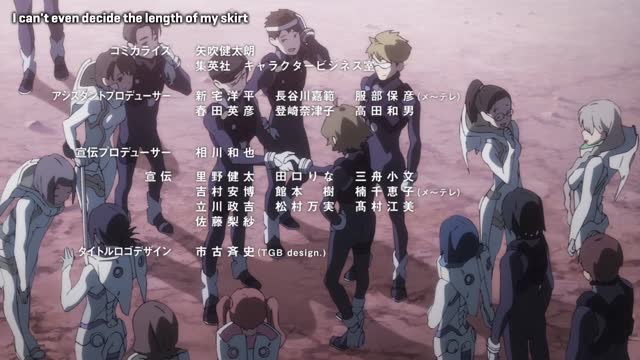 I can't even decide the length of my skirt
コミカライズ 矢吹健太朗
集英社 キャラクタービジネス室
アシスタントプロデューサー 新宅洋平 長谷川嘉範 服部保彦(メ〜テレ)
春田英彦 登崎奈津子 高田和男
宣伝プロデューサー 相川和也
宣伝 里野健太 田口りな 三舟小文
吉村安博 館本樹 楠千恵子(メ〜テレ)
立川政吉 松村万実 髙村江美
佐藤梨紗
タイトルロゴデザイン 市古斉史(TGB design.)